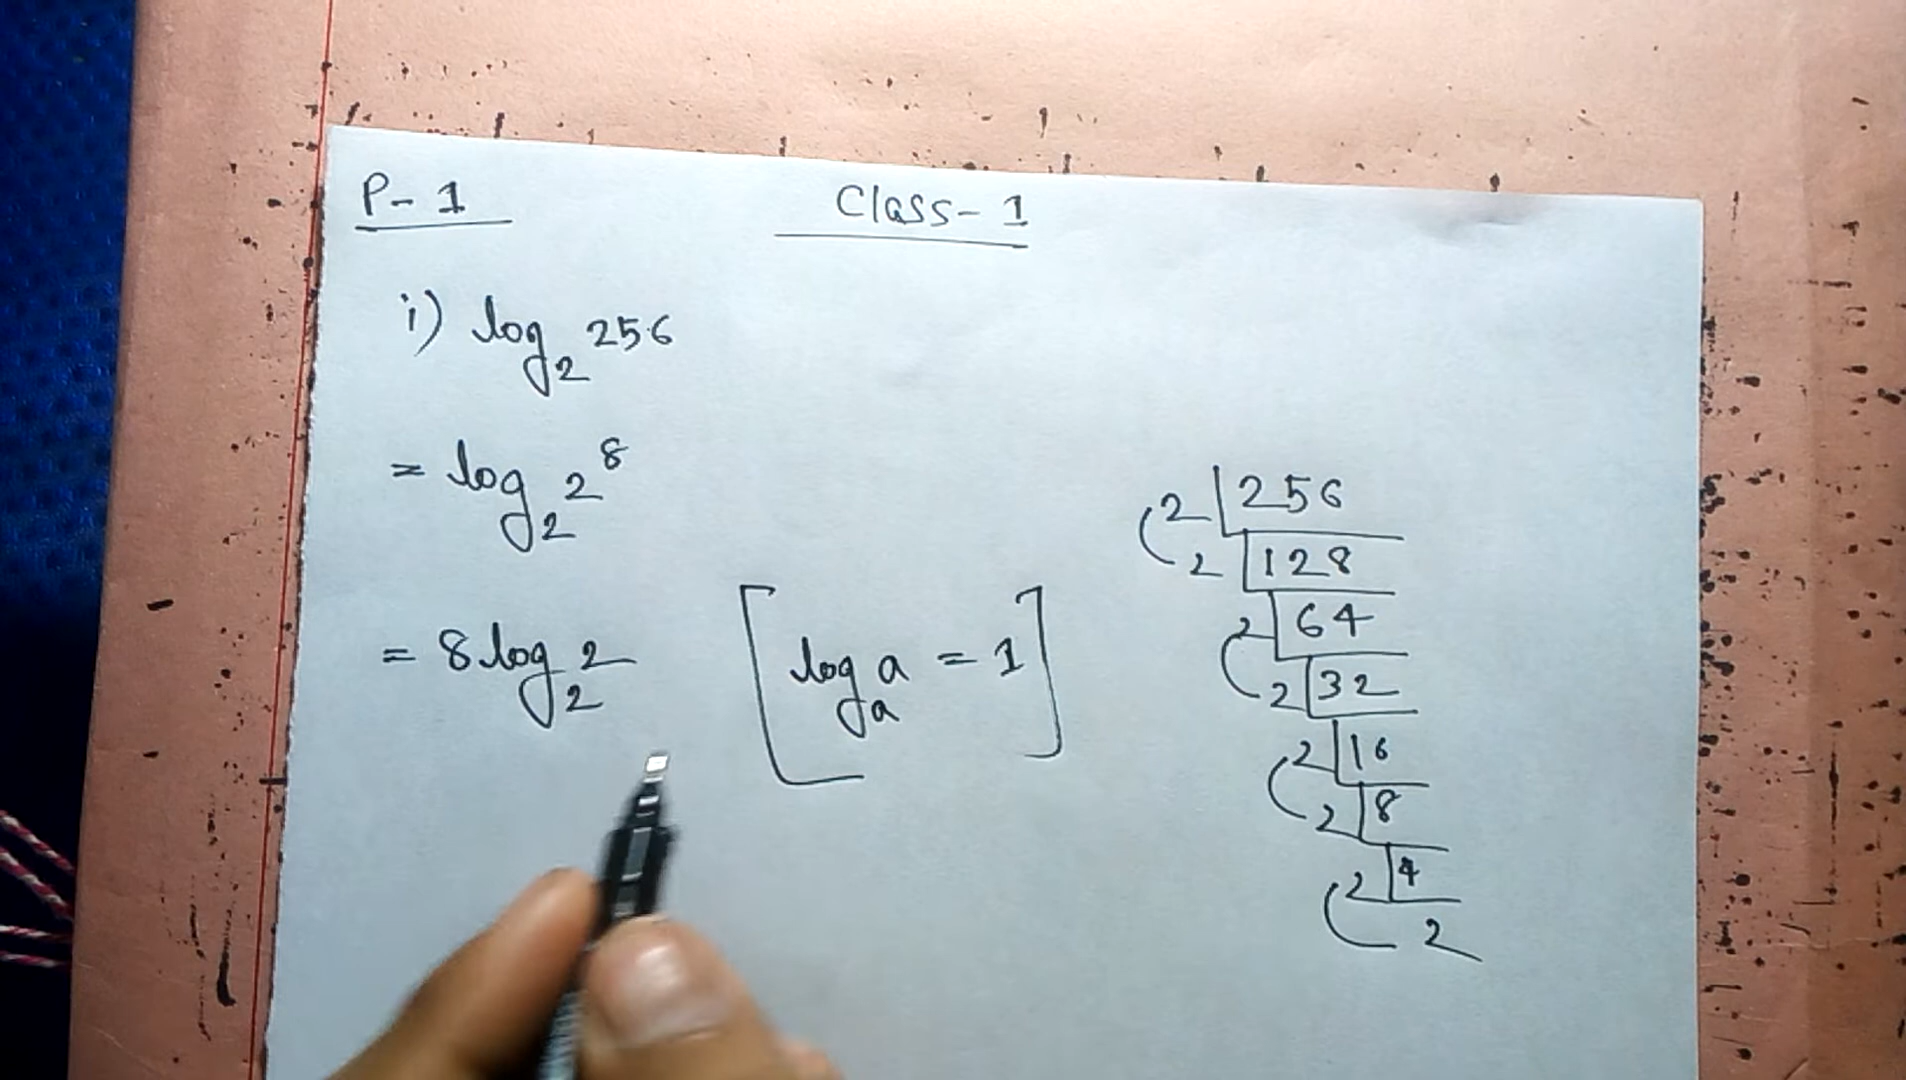 P-1
Class-1
i) log₂ 256
= log₂ 2⁸
= 8 log₂ 2 [logₐ a = 1]
2 | 256
2 | 128
2 | 64
2 | 32
2 | 16
2 | 8
2 | 4
2